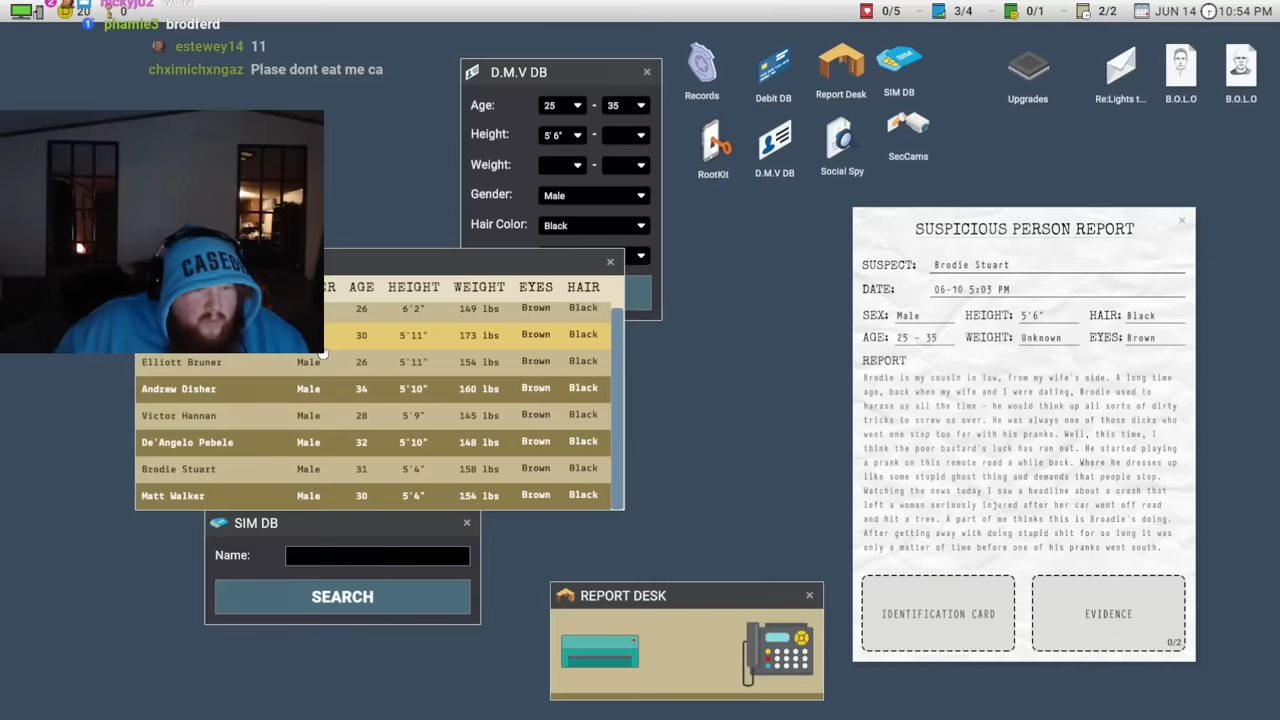 20 0
0/5 3/4 0/1 2/2 JUN 14 10:54 PM
phamie3 brodferd
estewey14 11
chximichxngaz Plase dont eat me ca
D.M.V DB
Age: 25 - 35
Height: 5' 6" -
Weight: -
Gender: Male
Hair Color: Black
Records
Debit DB
Report Desk
SIM DB
Upgrades
Re:Lights t...
B.O.L.O
B.O.L.O
RootKit
D.M.V DB
Social Spy
SecCams
AGE HEIGHT WEIGHT EYES HAIR
26 6'2" 149 lbs Brown Black
30 5'11" 173 lbs Brown Black
Elliott Bruner Male 26 5'11" 154 lbs Brown Black
Andrew Disher Male 34 5'10" 160 lbs Brown Black
Victor Hannan Male 28 5'9" 145 lbs Brown Black
De'Angelo Pebele Male 32 5'10" 148 lbs Brown Black
Brodie Stuart Male 31 5'4" 158 lbs Brown Black
Matt Walker Male 30 5'4" 154 lbs Brown Black
SIM DB
Name:
SEARCH
REPORT DESK
SUSPICIOUS PERSON REPORT
SUSPECT: Brodie Stuart
DATE: 06-10 5:03 PM
SEX: Male HEIGHT: 5'6" HAIR: Black
AGE: 25 - 35 WEIGHT: Unknown EYES: Brown
REPORT
Brodie is my cousin in law, from my wife's side. A long time
ago, back when my wife and I were dating, Brodie used to
harass us all the time - he would think up all sorts of dirty
tricks to screw us over. He was always one of those dicks who
went one step too far with his pranks. Well, this time, I
think the poor bastard's luck has run out. He started playing
a prank on this remote road a while back. Where he dresses up
like some stupid ghost thing and demands that people stop.
Watching the news today I saw a headline about a crash that
left a woman seriously injured after her car went off road
and hit a tree. A part of me thinks this is Broadie's doing.
After getting away with doing stupid shit for so long it was
only a matter of time before one of his pranks went south.
IDENTIFICATION CARD
EVIDENCE
0/2